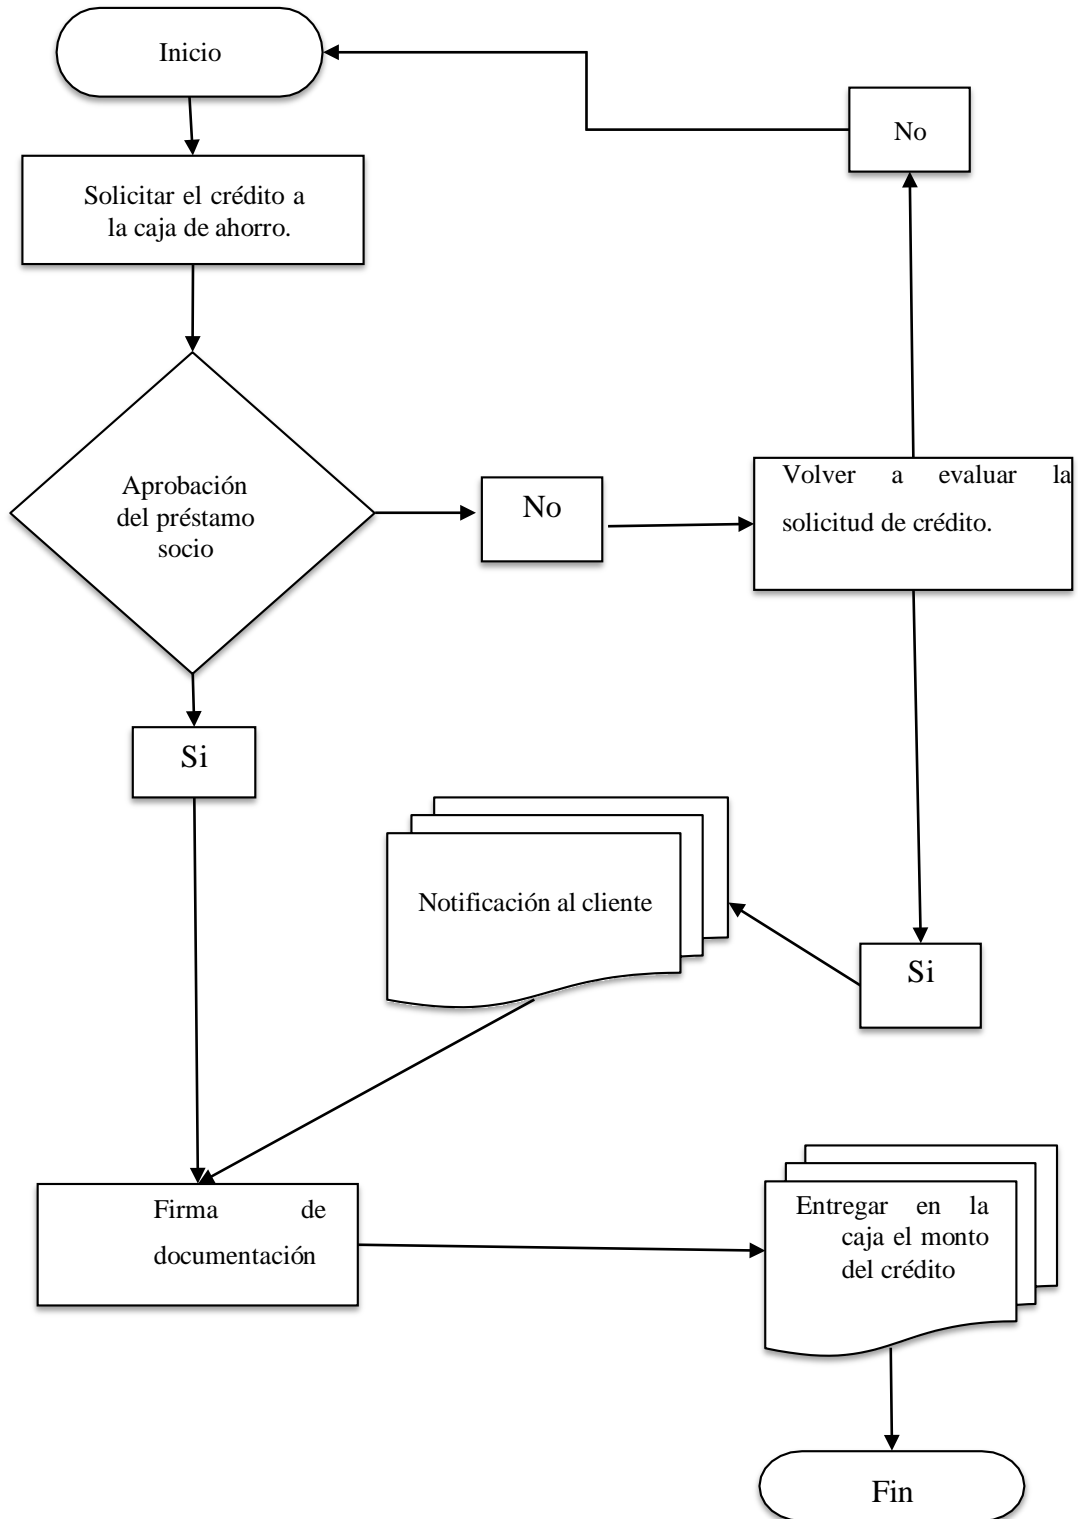 Inicio
No
Solicitar el crédito a
la caja de ahorro.
Aprobación
del préstamo
socio
No
Volver a evaluar la
solicitud de crédito.
Si
Notificación al cliente
Si
Firma de
documentación
Entregar en la
caja el monto
del crédito
Fin